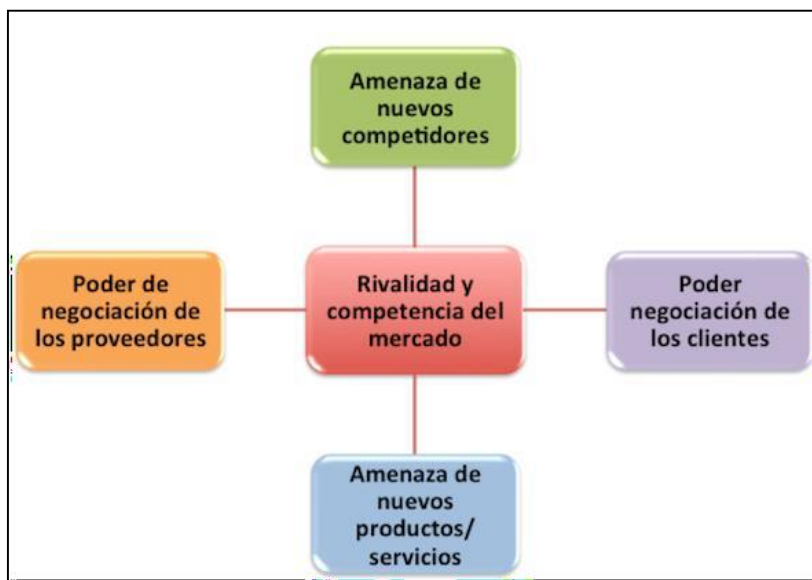 Amenaza de
nuevos
competidores
Poder de
negociación de
los proveedores
Rivalidad y
competencia del
mercado
Poder
negociación de
los clientes
Amenaza de
nuevos
productos/
servicios